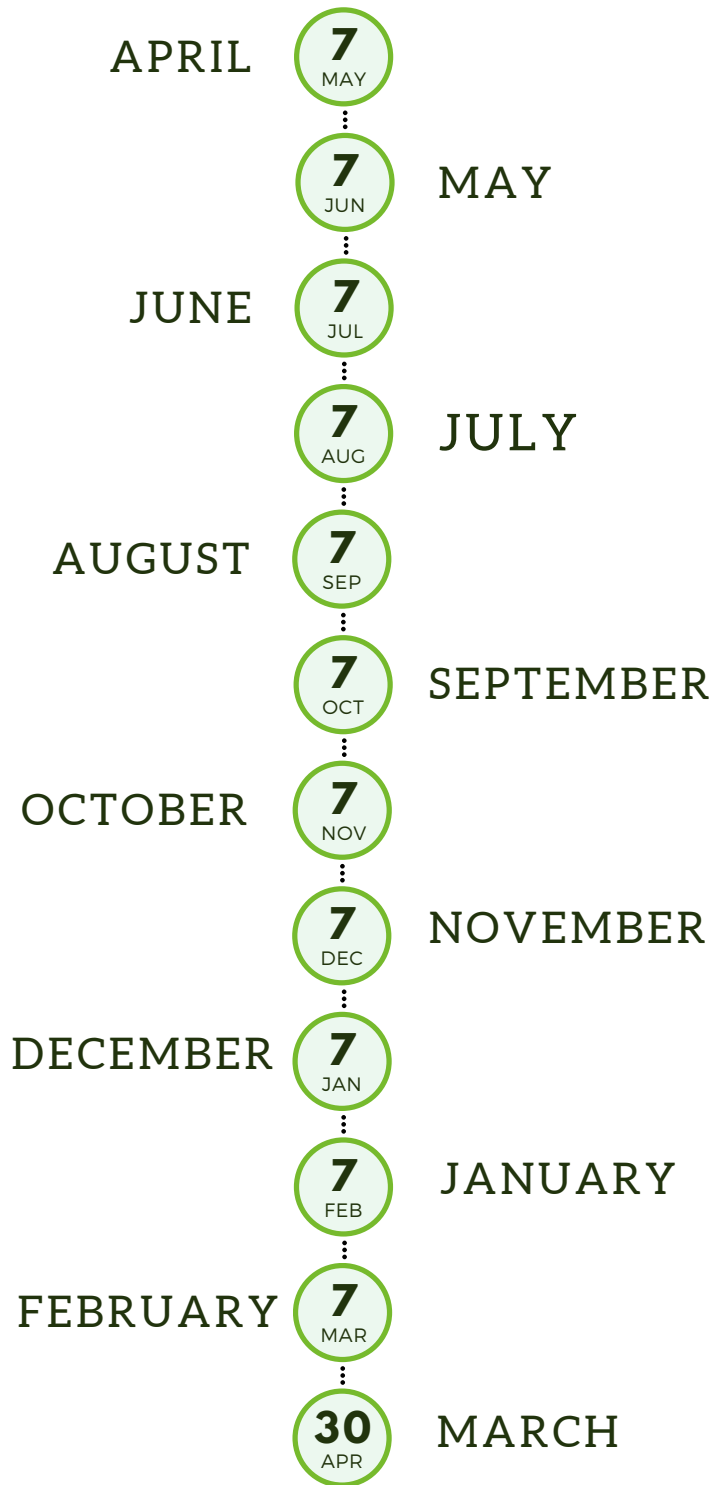 APRIL
7
MAY
7
JUN
MAY
JUNE
7
JUL
7
AUG
JULY
AUGUST
7
SEP
7
OCT
SEPTEMBER
OCTOBER
7
NOV
7
DEC
NOVEMBER
DECEMBER
7
JAN
7
FEB
JANUARY
FEBRUARY
7
MAR
30
APR
MARCH